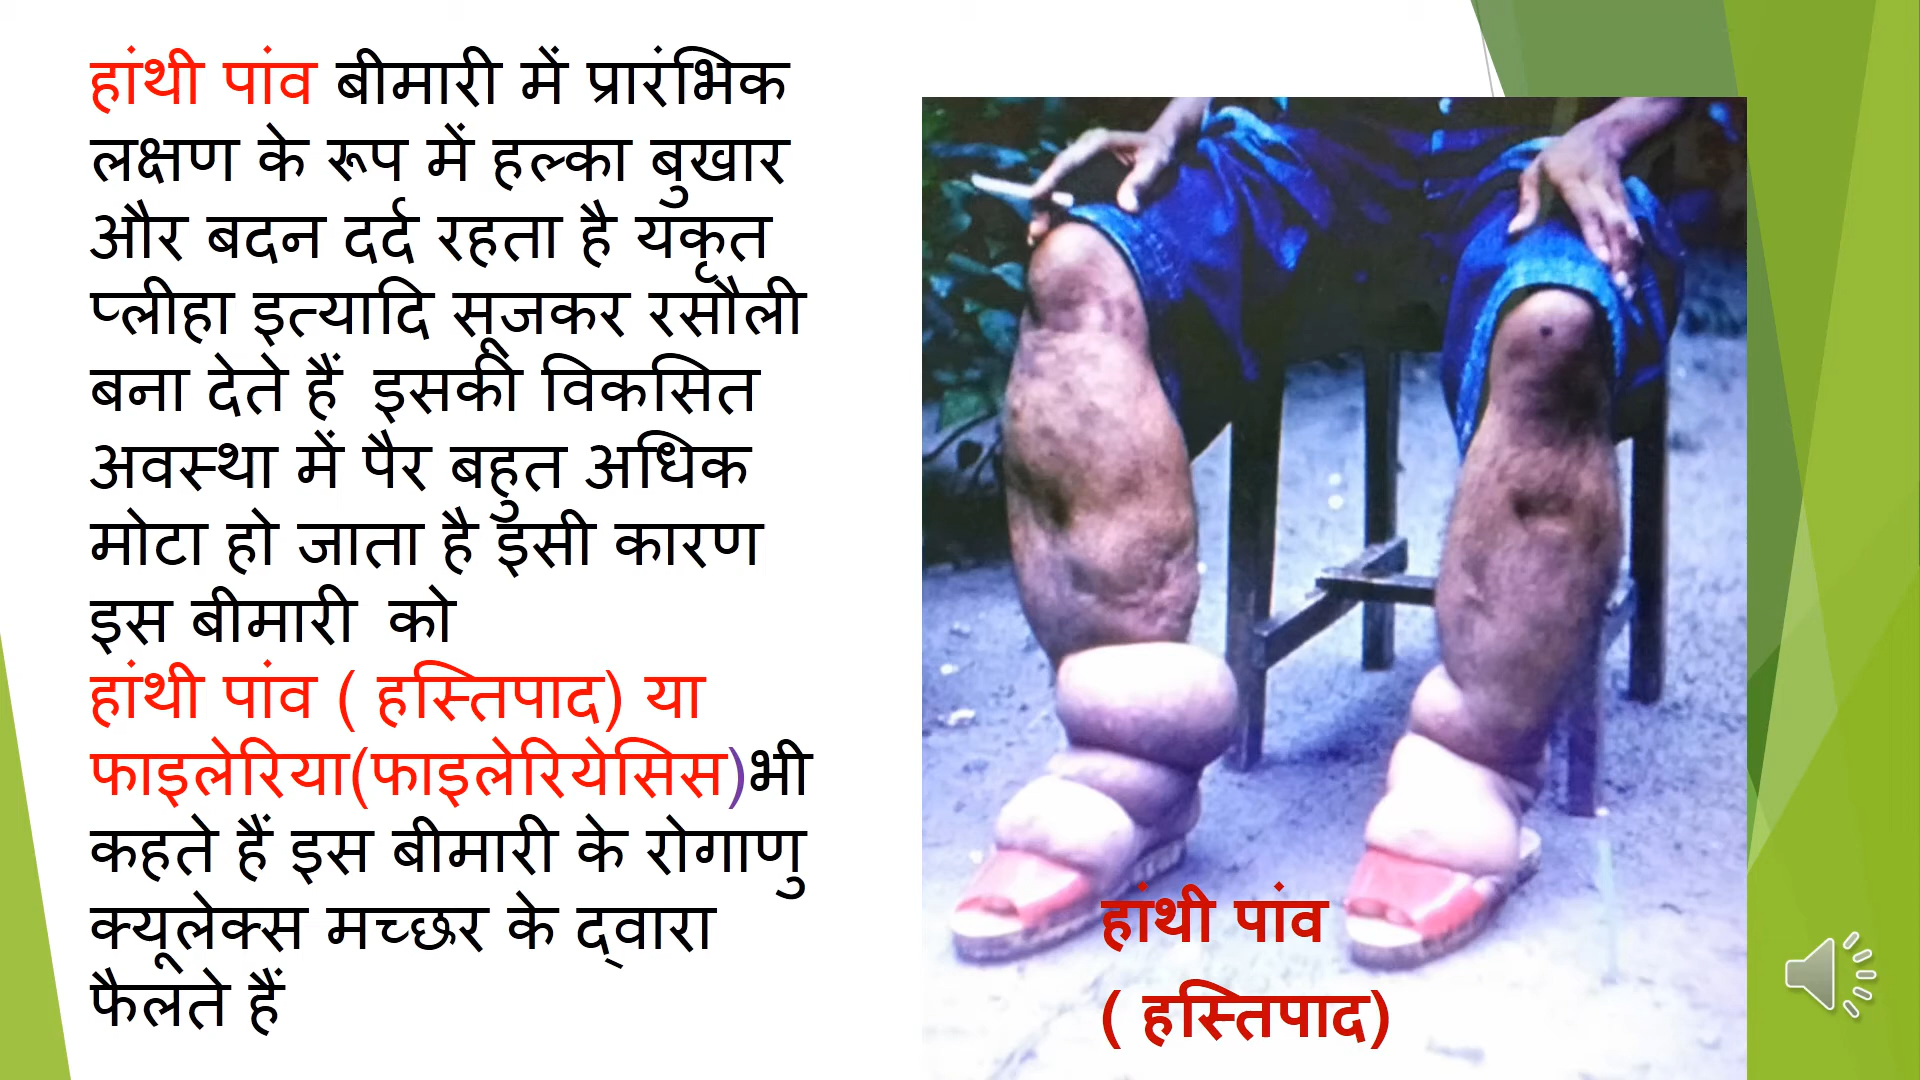 हांथी पांव बीमारी में प्रारंभिक
लक्षण के रूप में हल्का बुखार
और बदन दर्द रहता है यकृत
प्लीहा इत्यादि सूजकर रसौली
बना देते हैं  इसकी विकसित
अवस्था में पैर बहुत अधिक
मोटा हो जाता है इसी कारण
इस बीमारी  को
हांथी पांव ( हस्तिपाद) या
फाइलेरिया(फाइलेरियेसिस)भी
कहते हैं इस बीमारी के रोगाणु
क्यूलेक्स मच्छर के द्वारा
फैलते हैं
हांथी पांव
( हस्तिपाद)